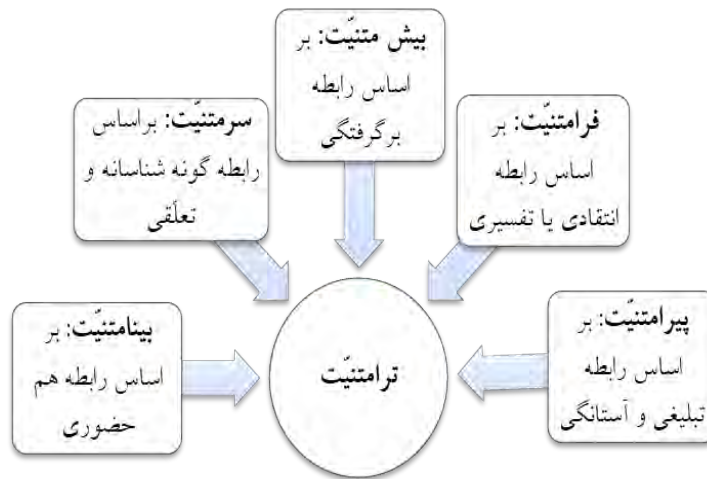 بیش متنیّت: بر
اساس رابطه
برگرفتگی
فرامتنیّت: بر
اساس رابطه
انتقادی یا تفسیری
سرمتنیّت: براساس
رابطه گونه شناسانه و
تعلّقی
پیرامتنیّت: بر
اساس رابطه
تبلیغی و آستانگی
ترامتنیّت
بینامتنیّت: بر
اساس رابطه هم
حضوری